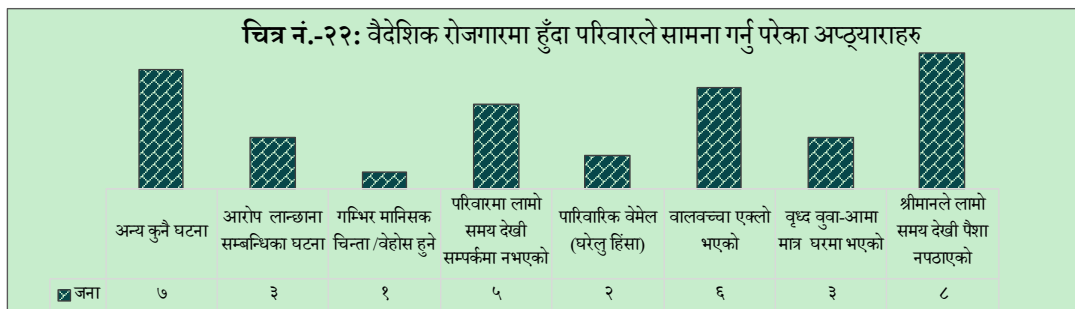 चित्र नं.-२२: वैदेशिक रोजगारमा हुँदा परिवारले सामना गर्नु परेका अप्ठ्याराहरु
अन्य कुनै घटना
आरोप लान्छाना
सम्बन्धिका घटना
गम्भिर मानिसक
चिन्ता /वेहोस हुने
परिवारमा लामो
समय देखी
सम्पर्कमा नभएको
पारिवारिक वेमेल
(घरेलु हिंसा)
वालवच्चा एक्लो
भएको
वृध्द वुवा-आमा
मात्र घरमा भएको
श्रीमानले लामो
समय देखी पैशा
नपठाएको
जना ७ ३ १ ५ २ ६ ३ ८